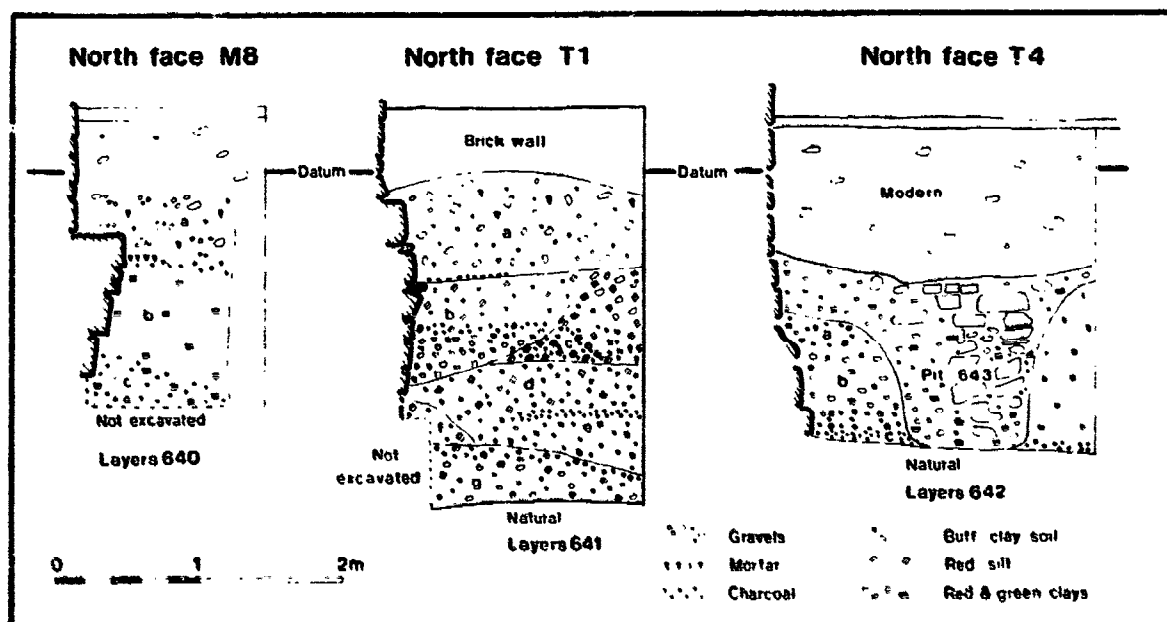 North face M8
North face T1
North face T4
Brick wall
Datum
Datum
Modern
a
a
b
b
a
b
c
c
d
g
Pit 643
Not excavated
Layers 640
Not
excavated
Natural
Layers 641
Natural
Layers 642
0 1 2m
Gravels
Mortar
Charcoal
Buff clay soil
Red silt
Red & green clays